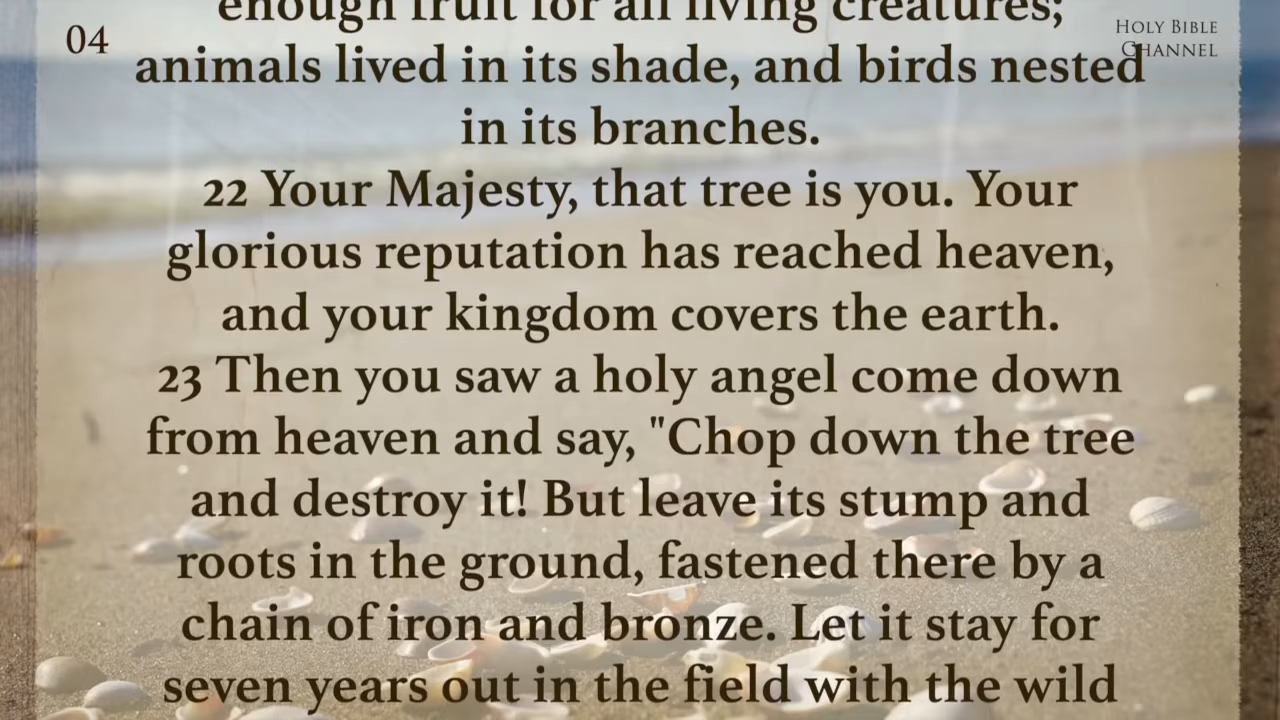 enough fruit for all living creatures;
04
HOLY BIBLE
CHANNEL
animals lived in its shade, and birds nested
in its branches.
22 Your Majesty, that tree is you. Your
glorious reputation has reached heaven,
and your kingdom covers the earth.
23 Then you saw a holy angel come down
from heaven and say, "Chop down the tree
and destroy it! But leave its stump and
roots in the ground, fastened there by a
chain of iron and bronze. Let it stay for
seven years out in the field with the wild